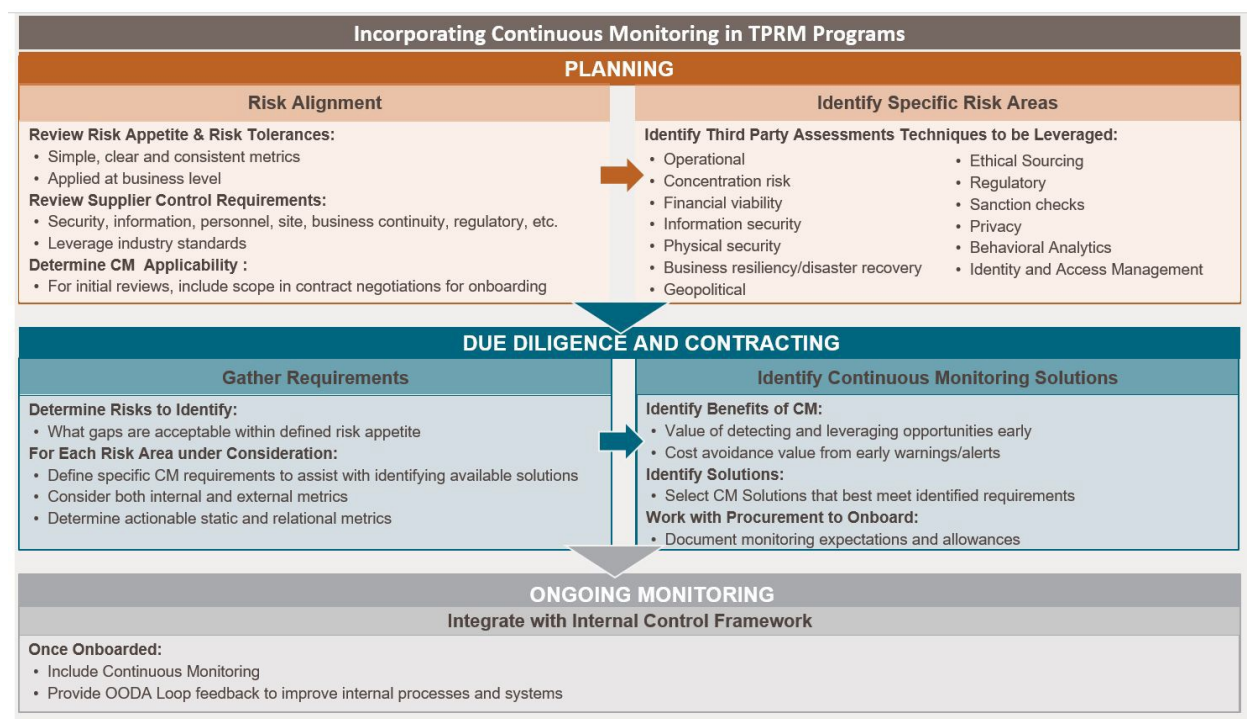 Incorporating Continuous Monitoring in TPRM Programs
PLANNING
Risk Alignment
Review Risk Appetite & Risk Tolerances:
• Simple, clear and consistent metrics
• Applied at business level
Review Supplier Control Requirements:
• Security, information, personnel, site, business continuity, regulatory, etc.
• Leverage industry standards
Determine CM Applicability :
• For initial reviews, include scope in contract negotiations for onboarding
Identify Specific Risk Areas
Identify Third Party Assessments Techniques to be Leveraged:
• Operational
• Concentration risk
• Financial viability
• Information security
• Physical security
• Business resiliency/disaster recovery
• Geopolitical
• Ethical Sourcing
• Regulatory
• Sanction checks
• Privacy
• Behavioral Analytics
• Identity and Access Management
DUE DILIGENCE AND CONTRACTING
Gather Requirements
Determine Risks to Identify:
• What gaps are acceptable within defined risk appetite
For Each Risk Area under Consideration:
• Define specific CM requirements to assist with identifying available solutions
• Consider both internal and external metrics
• Determine actionable static and relational metrics
Identify Continuous Monitoring Solutions
Identify Benefits of CM:
• Value of detecting and leveraging opportunities early
• Cost avoidance value from early warnings/alerts
Identify Solutions:
• Select CM Solutions that best meet identified requirements
Work with Procurement to Onboard:
• Document monitoring expectations and allowances
ONGOING MONITORING
Integrate with Internal Control Framework
Once Onboarded:
• Include Continuous Monitoring
• Provide OODA Loop feedback to improve internal processes and systems